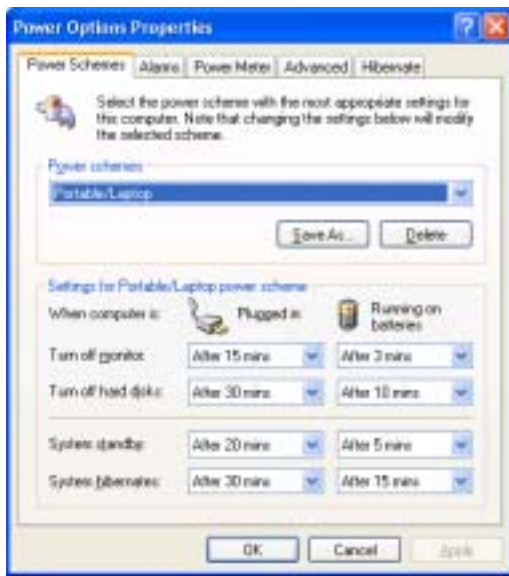 Power Options Properties
Power Schemes Alarms Power Meter Advanced Hibernate
Select the power scheme with the most appropriate settings for
this computer. Note that changing the settings below will modify
the selected scheme.
Power schemes
Portable/Laptop
Save As... Delete
Settings for Portable/Laptop power scheme
When computer is: Plugged in Running on
batteries
Turn off monitor: After 15 mins After 3 mins
Turn off hard disks: After 30 mins After 10 mins
System standby: After 20 mins After 5 mins
System hibernates: After 30 mins After 15 mins
OK Cancel Apply